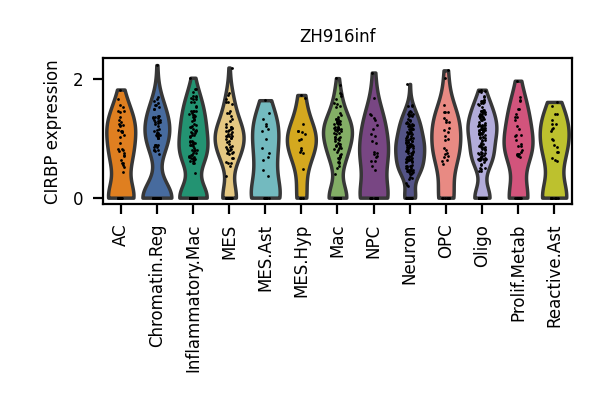 ZH916inf
CIRBP expression
2
0
AC
Chromatin.Reg
Inflammatory.Mac
MES
MES.Ast
MES.Hyp
Mac
NPC
Neuron
OPC
Oligo
Prolif.Metab
Reactive.Ast